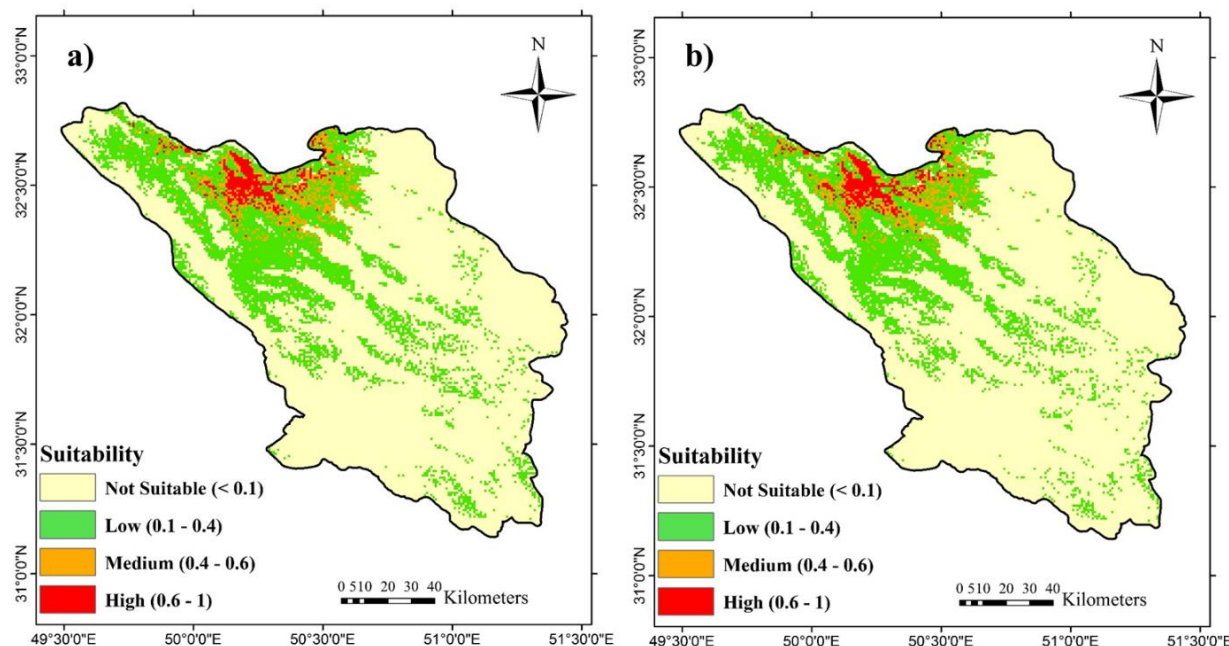 a)
N
33°0'0"N
32°30'0"N
32°0'0"N
31°30'0"N
31°0'0"N
Suitability
Not Suitable (< 0.1)
Low (0.1 - 0.4)
Medium (0.4 - 0.6)
High (0.6 - 1)
0 5 10 20 30 40
Kilometers
49°30'0"E 50°0'0"E 50°30'0"E 51°0'0"E 51°30'0"E
b)
N
33°0'0"N
32°30'0"N
32°0'0"N
31°30'0"N
31°0'0"N
Suitability
Not Suitable (< 0.1)
Low (0.1 - 0.4)
Medium (0.4 - 0.6)
High (0.6 - 1)
0 5 10 20 30 40
Kilometers
49°30'0"E 50°0'0"E 50°30'0"E 51°0'0"E 51°30'0"E